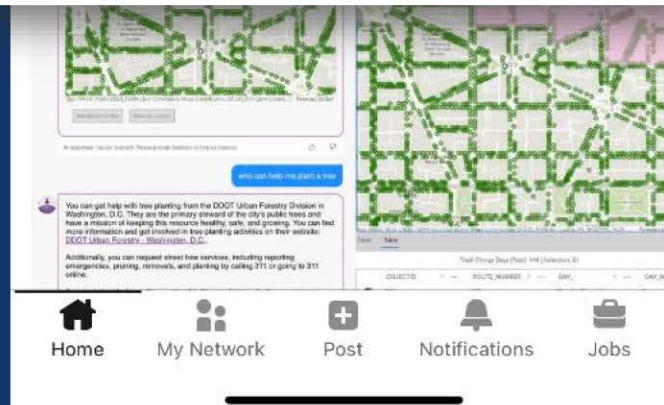 who can help me plant a tree
You can get help with tree planting from the DDOT Urban Forestry Division in
Washington, D.C. They are the primary steward of the city's public trees and
have a mission of keeping this resource healthy, safe, and growing. You can find
more information and get involved in tree planting activities on their website:
DDOT Urban Forestry - Washington, D.C..
Additionally, you can request street tree services, including reporting
emergencies, pruning, removals, and planting by calling 311 or going to 311
online.
Table
OBJECTID
ROUTE_NUMBER
DAY_
Home
My Network
Post
Notifications
Jobs